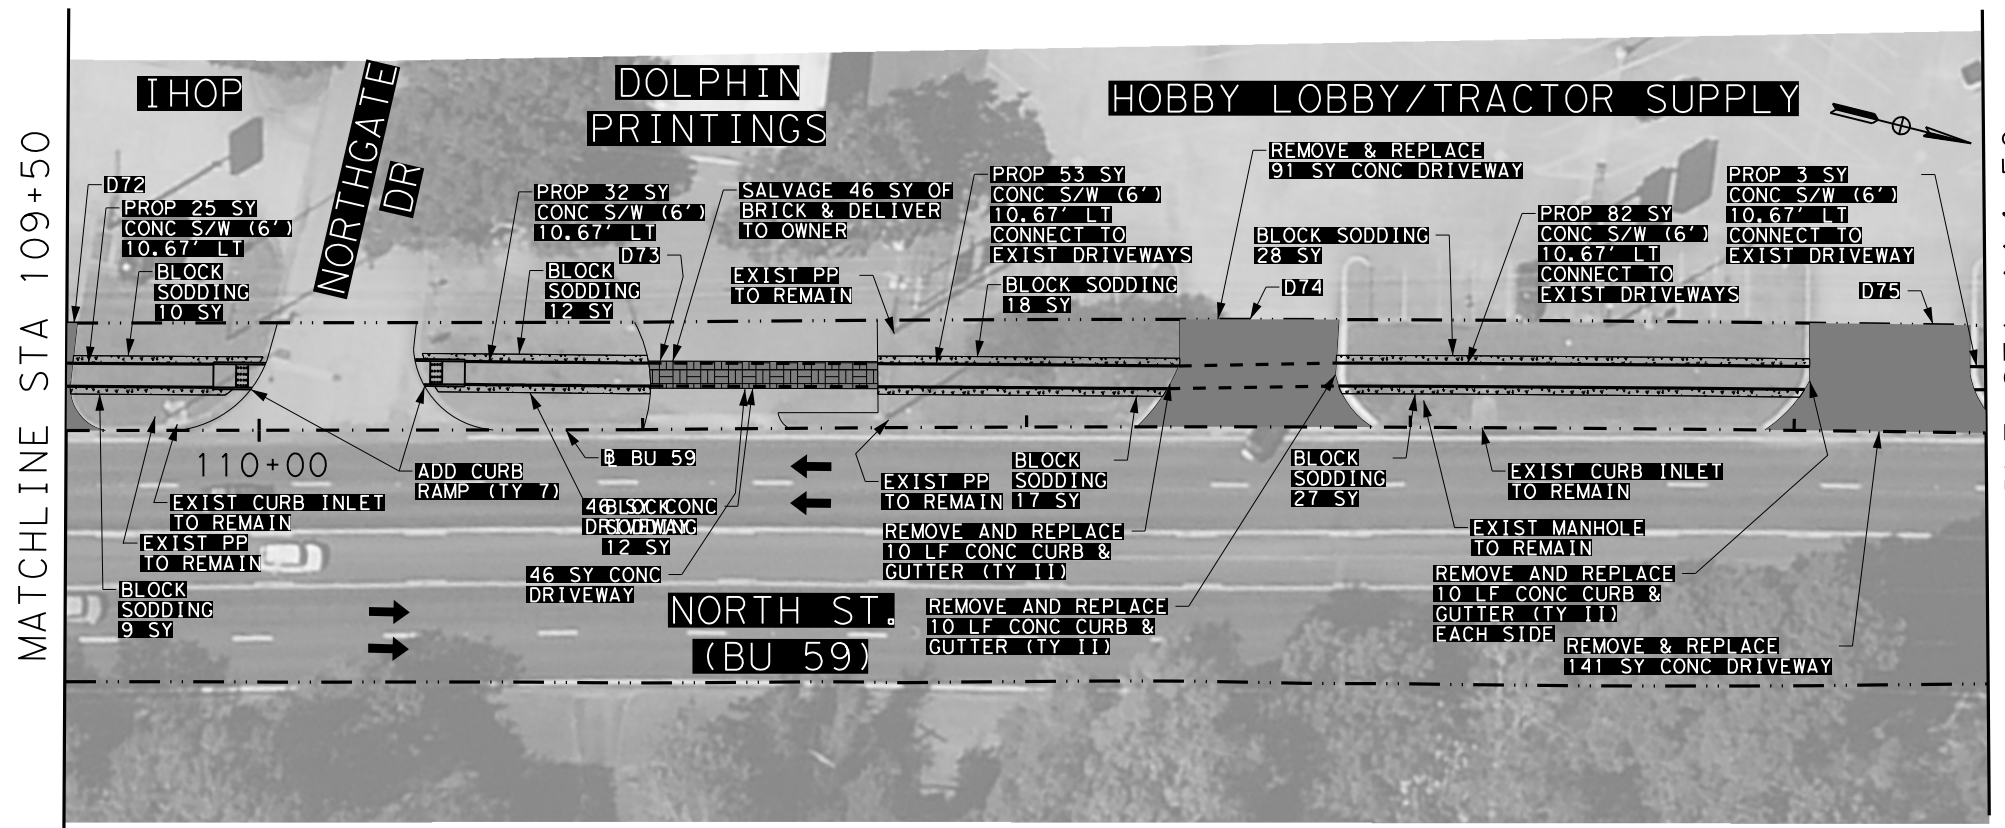 MATCHLINE STA 109+50
IHOP
NORTHGATE
DR
DOLPHIN
PRINTINGS
HOBBY LOBBY/TRACTOR SUPPLY
D72
PROP 25 SY
CONC S/W (6')
10.67' LT
BLOCK
SODDING
10 SY
PROP 32 SY
CONC S/W (6')
10.67' LT
D73
BLOCK
SODDING
12 SY
SALVAGE 46 SY OF
BRICK & DELIVER
TO OWNER
EXIST PP
TO REMAIN
PROP 53 SY
CONC S/W (6')
10.67' LT
CONNECT TO
EXIST DRIVEWAYS
BLOCK SODDING
18 SY
REMOVE & REPLACE
91 SY CONC DRIVEWAY
BLOCK SODDING
28 SY
D74
PROP 82 SY
CONC S/W (6')
10.67' LT
CONNECT TO
EXIST DRIVEWAYS
PROP 3 SY
CONC S/W (6')
10.67' LT
CONNECT TO
EXIST DRIVEWAY
D75
110+00
ADD CURB
RAMP (TY 7)
EXIST CURB INLET
TO REMAIN
EXIST PP
TO REMAIN
BLOCK
SODDING
9 SY
BU 59
46 SY CONC
DRIVEWAY
BLOCK
SODDING
12 SY
46 SY CONC
DRIVEWAY
NORTH ST.
(BU 59)
EXIST PP
TO REMAIN
BLOCK
SODDING
17 SY
REMOVE AND REPLACE
10 LF CONC CURB &
GUTTER (TY II)
REMOVE AND REPLACE
10 LF CONC CURB &
GUTTER (TY II)
BLOCK
SODDING
27 SY
EXIST CURB INLET
TO REMAIN
EXIST MANHOLE
TO REMAIN
REMOVE AND REPLACE
10 LF CONC CURB &
GUTTER (TY II)
EACH SIDE
REMOVE & REPLACE
141 SY CONC DRIVEWAY